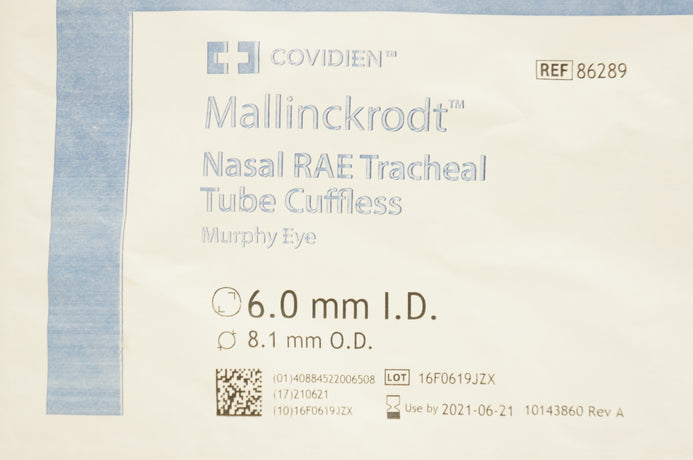 COVIDIEN™
REF 86289
Mallinckrodt™
Nasal RAE Tracheal
Tube Cuffless
Murphy Eye
6.0 mm I.D.
8.1 mm O.D.
(01)40884522006508
(17)210621
(10)16F0619JZX
LOT 16F0619JZX
Use by 2021-06-21 10143860 Rev A